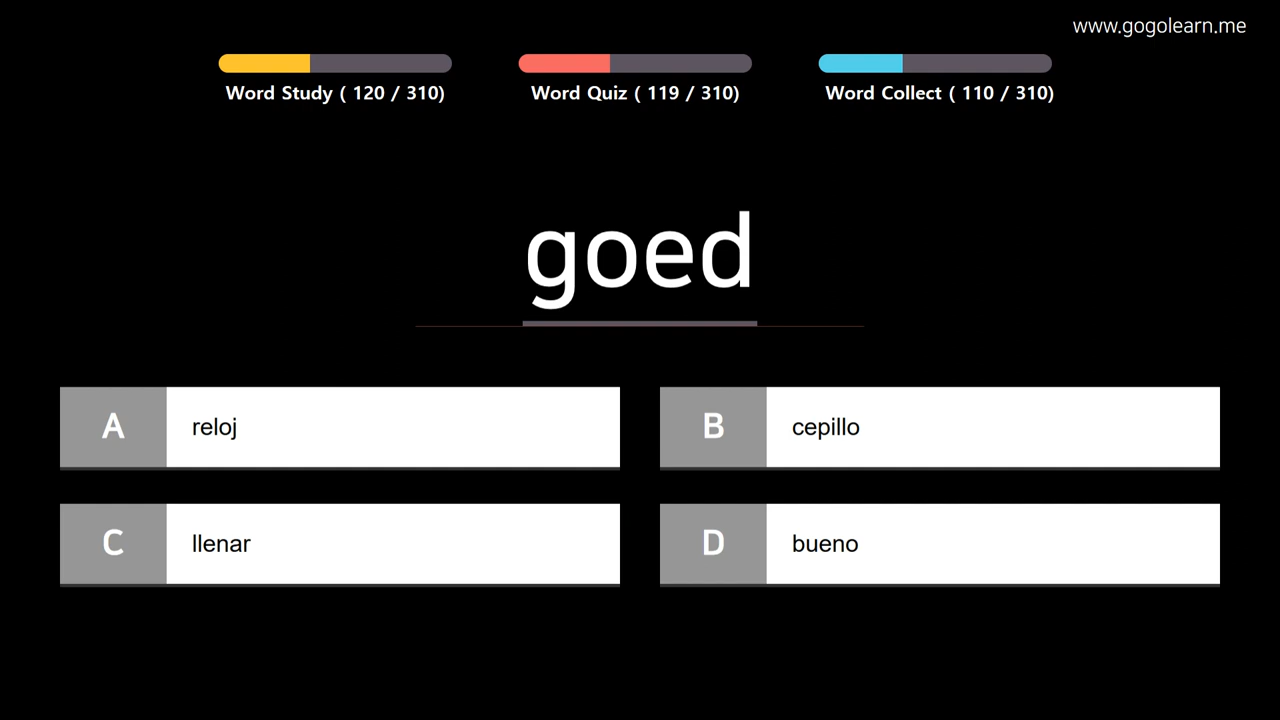 www.gogolearn.me
Word Study ( 120 / 310)
Word Quiz ( 119 / 310)
Word Collect ( 110 / 310)
goed
A reloj
B cepillo
C llenar
D bueno